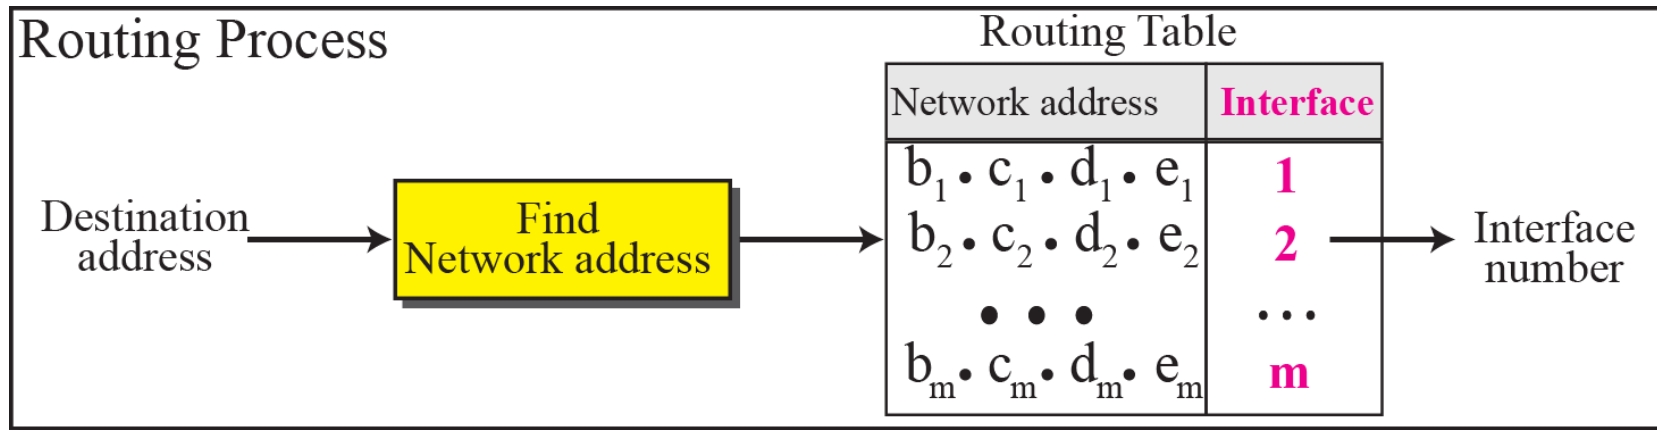 Routing Process
Routing Table
Network address Interface
b1 . c1 . d1 . e1 1
b2 . c2 . d2 . e2 2
• • • ...
bm . cm . dm . em m
Destination
address
Find
Network address
Interface
number